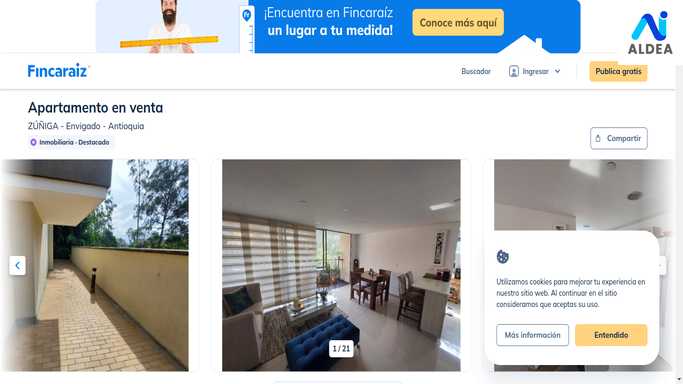 ¡Encuentra en Fincaraíz
un lugar a tu medida!
Conoce más aquí
ALDEA
Fincaraiz
Buscador
Ingresar
Publica gratis
Apartamento en venta
ZÚÑIGA - Envigado - Antioquia
Inmobiliaria - Destacado
Compartir
1 / 21
Utilizamos cookies para mejorar tu experiencia en
nuestro sitio web. Al continuar en el sitio
consideramos que aceptas su uso.
Más información
Entendido